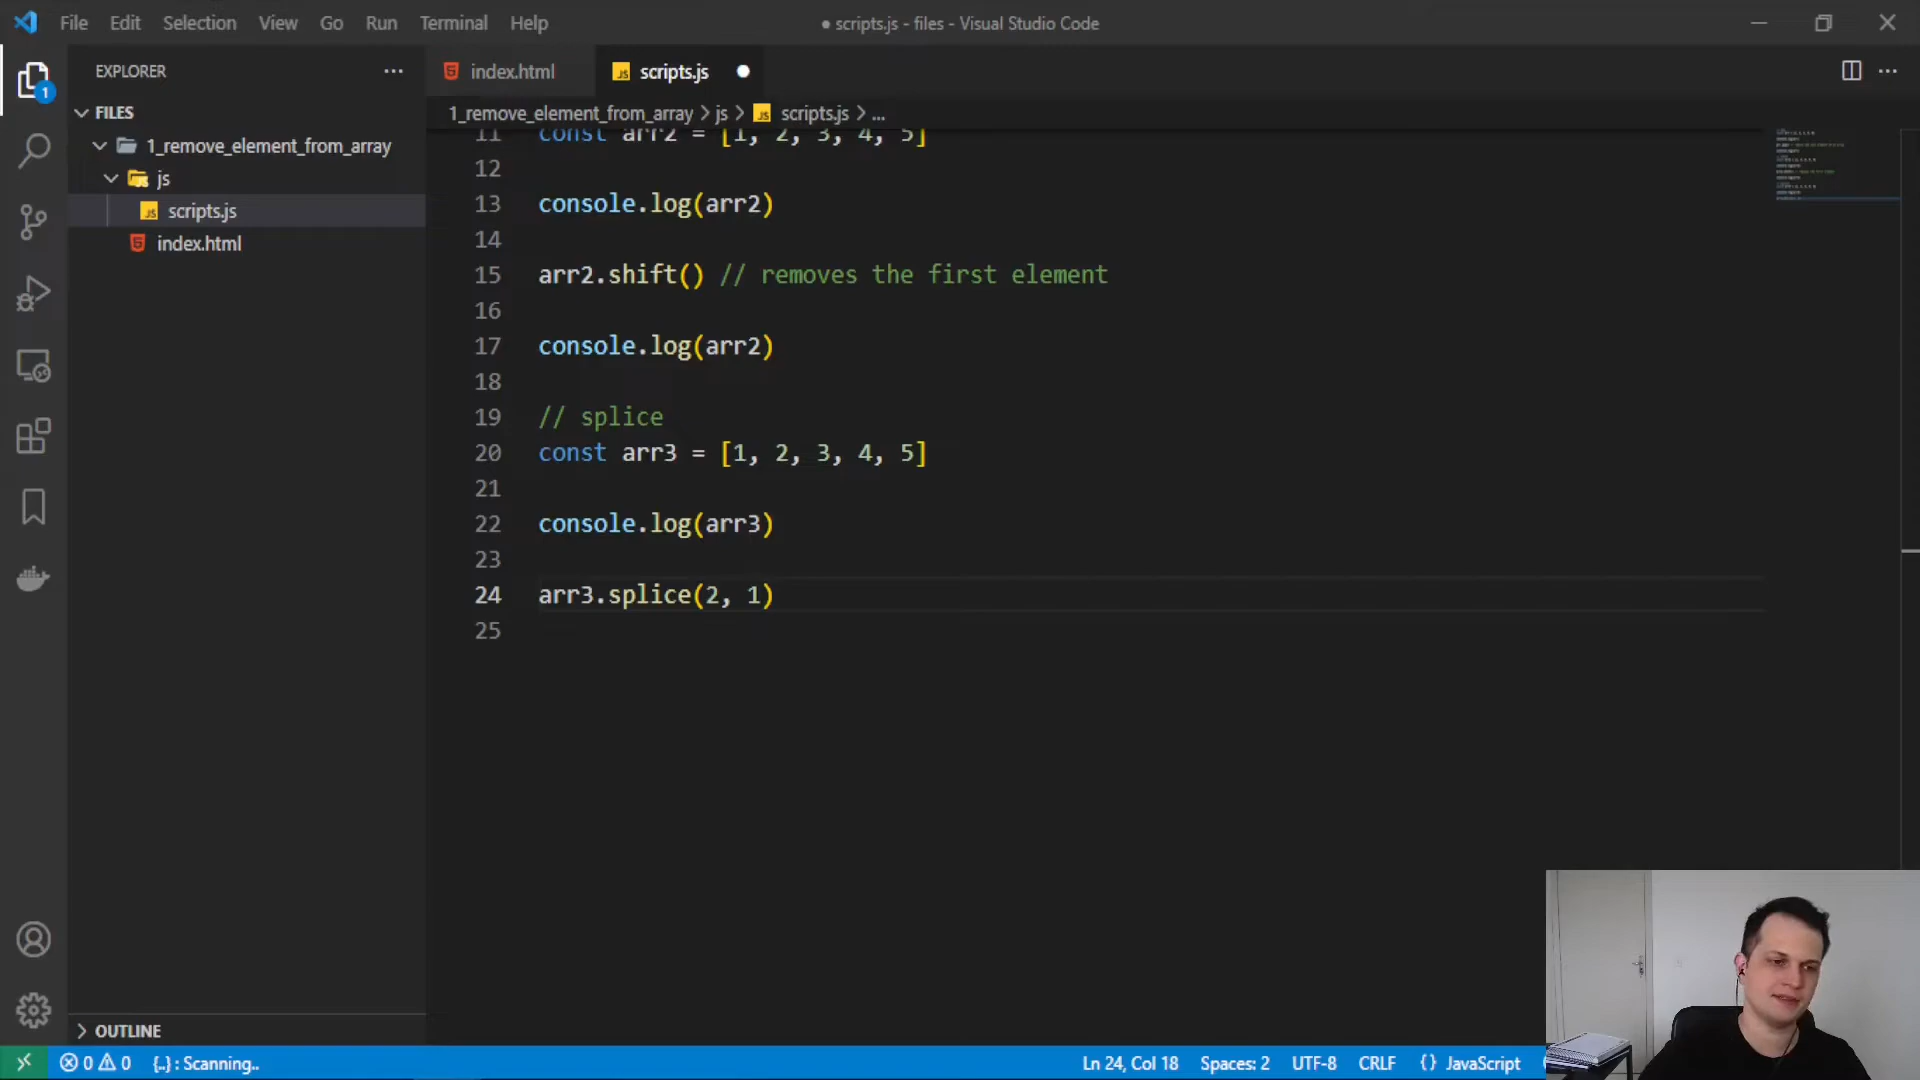 File Edit Selection View Go Run Terminal Help
● scripts.js - files - Visual Studio Code
EXPLORER
index.html
scripts.js
FILES
1_remove_element_from_array > js > scripts.js > ...
1_remove_element_from_array
js
scripts.js
index.html
11 const arr2 = [1, 2, 3, 4, 5]
12
13 console.log(arr2)
14
15 arr2.shift() // removes the first element
16
17 console.log(arr2)
18
19 // splice
20 const arr3 = [1, 2, 3, 4, 5]
21
22 console.log(arr3)
23
24 arr3.splice(2, 1)
25
1
OUTLINE
0 0 {..} : Scanning..
Ln 24, Col 18 Spaces: 2 UTF-8 CRLF {} JavaScript